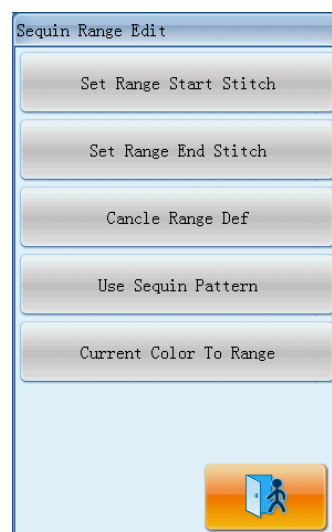 Sequin Range Edit
Set Range Start Stitch
Set Range End Stitch
Cancle Range Def
Use Sequin Pattern
Current Color To Range